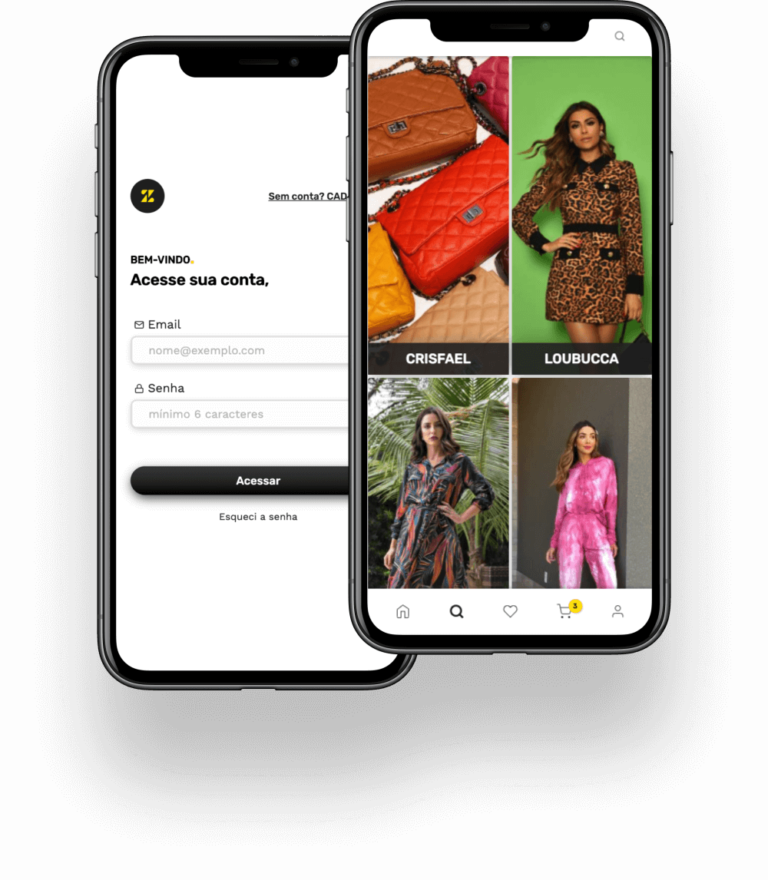 Sem conta? CAD
BEM-VINDO.
Acesse sua conta,
Email
nome@exemplo.com
Senha
mínimo 6 caracteres
Acessar
Esqueci a senha
CRISFAEL
LOUBUCCA
3